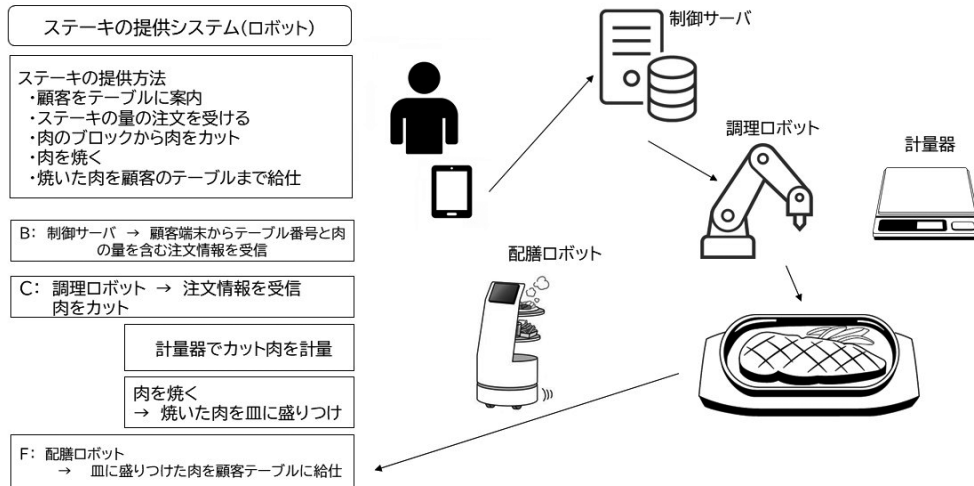 ステーキの提供システム(ロボット)
ステーキの提供方法
・顧客をテーブルに案内
・ステーキの量の注文を受ける
・肉のブロックから肉をカット
・肉を焼く
・焼いた肉を顧客のテーブルまで給仕
B: 制御サーバ → 顧客端末からテーブル番号と肉
の量を含む注文情報を受信
C: 調理ロボット → 注文情報を受信
肉をカット
計量器でカット肉を計量
肉を焼く
→ 焼いた肉を皿に盛りつけ
F: 配膳ロボット
→ 皿に盛りつけた肉を顧客テーブルに給仕
制御サーバ
調理ロボット
計量器
配膳ロボット